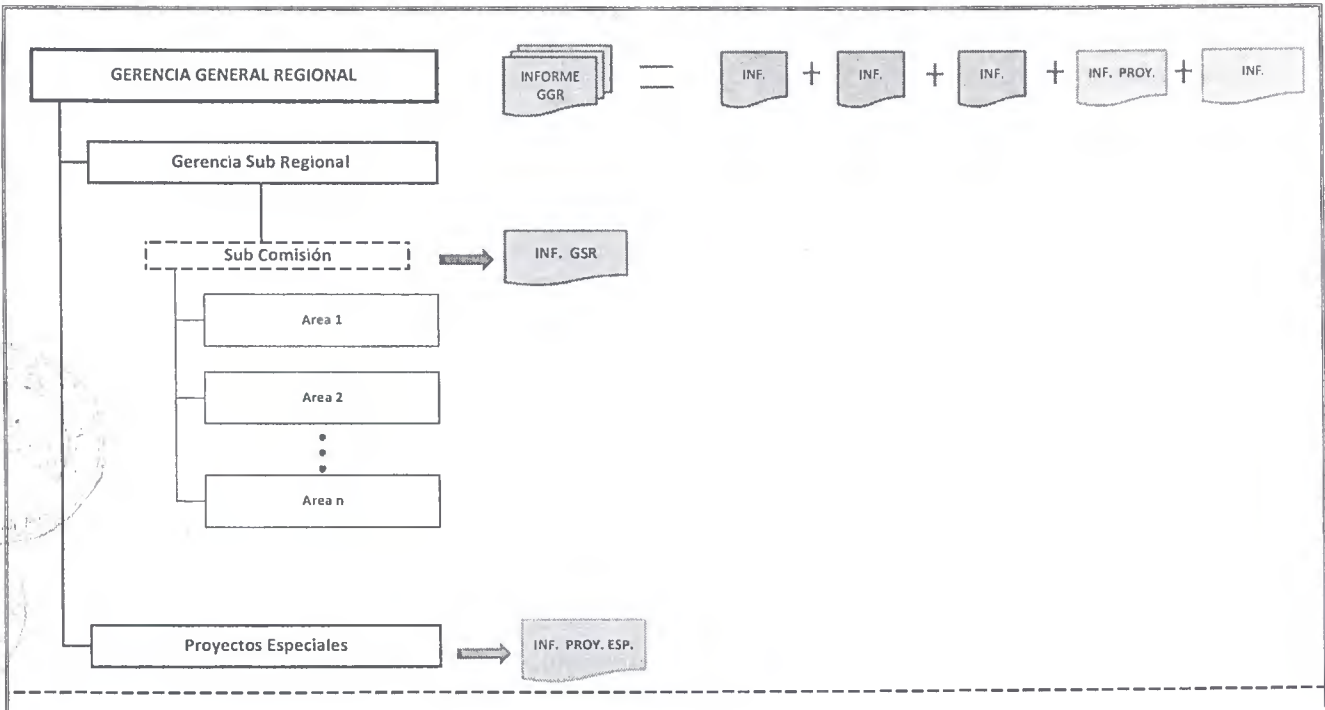 GERENCIA GENERAL REGIONAL
INFORME
GGR
=
INF.
+
INF.
+
INF.
+
INF. PROY.
+
INF.
Gerencia Sub Regional
Sub Comisión
INF. GSR
Area 1
Area 2
Area n
Proyectos Especiales
INF. PROY. ESP.